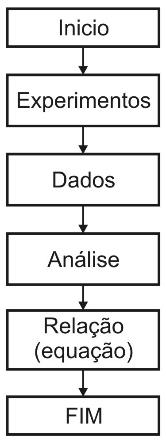 Inicio
Experimentos
Dados
Análise
Relação
(equação)
FIM